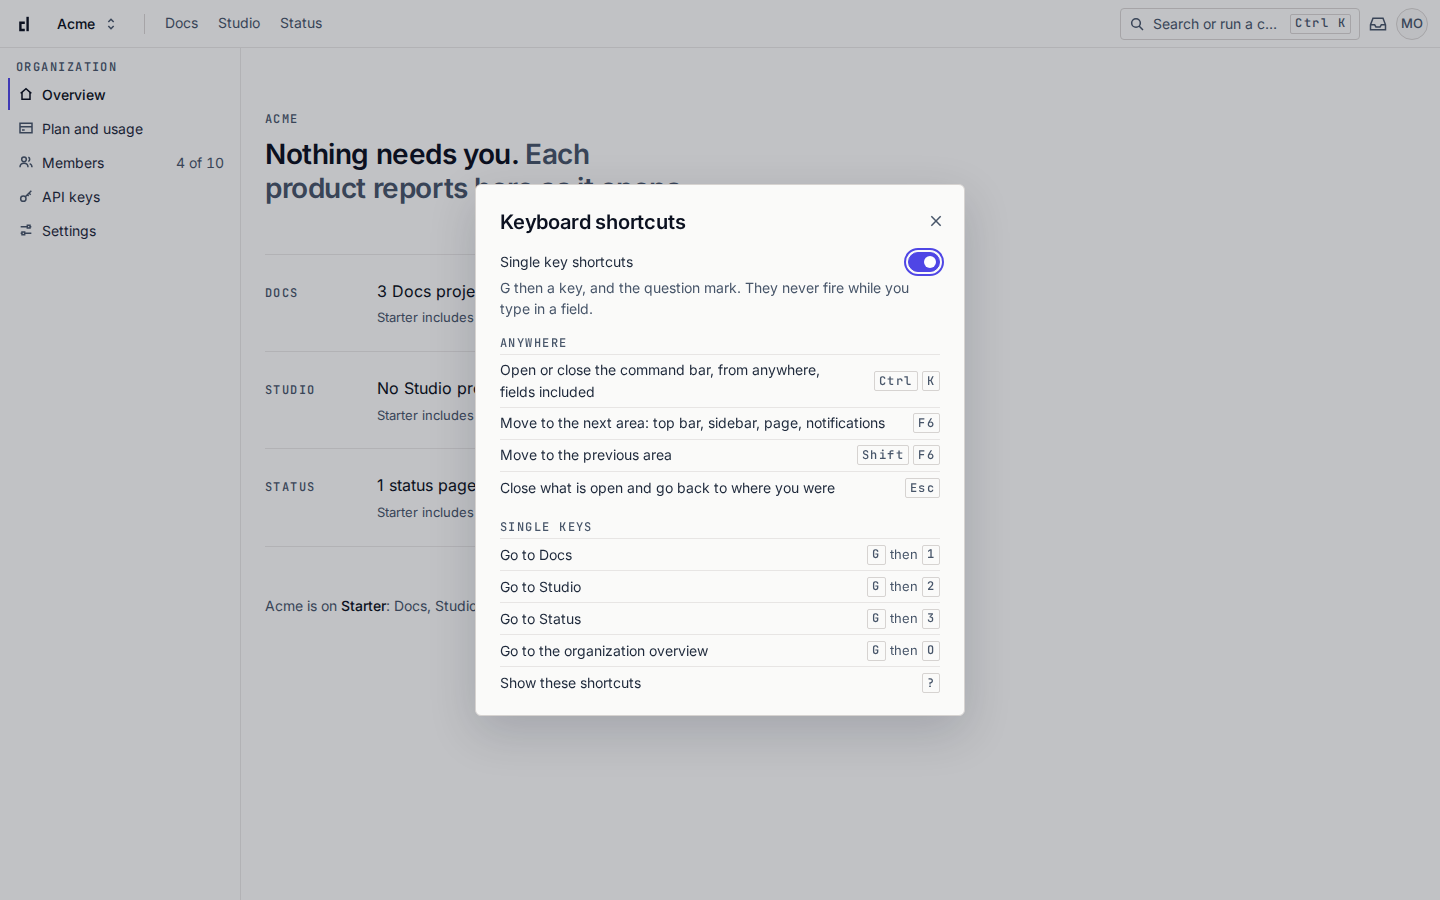 Acme
Docs
Studio
Status
Search or run a c...
Ctrl K
MO
ORGANIZATION
Overview
Plan and usage
Members 4 of 10
API keys
Settings
ACME
Nothing needs you. Each
product reports
Keyboard shortcuts
Single key shortcuts
G then a key, and the question mark. They never fire while you
type in a field.
ANYWHERE
Open or close the command bar, from anywhere,
fields included
Ctrl K
Move to the next area: top bar, sidebar, page, notifications F6
Move to the previous area Shift F6
Close what is open and go back to where you were Esc
SINGLE KEYS
Go to Docs G then 1
Go to Studio G then 2
Go to Status G then 3
Go to the organization overview G then O
Show these shortcuts ?
DOCS
3 Docs proje
Starter includes
STUDIO
No Studio pr
Starter includes
STATUS
1 status page
Starter includes
Acme is on Starter: Docs, Studio